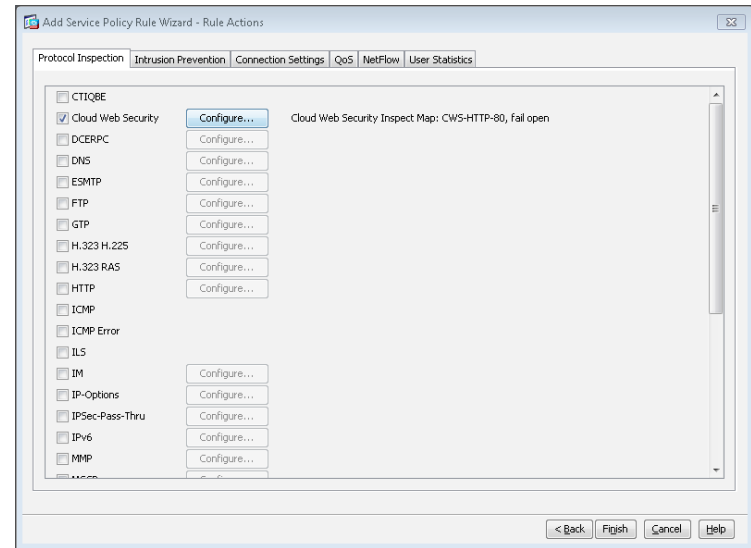 Add Service Policy Rule Wizard - Rule Actions
Protocol Inspection Intrusion Prevention Connection Settings QoS NetFlow User Statistics
CTIQBE
Cloud Web Security Configure... Cloud Web Security Inspect Map: CWS-HTTP-80, fail open
DCERPC Configure...
DNS Configure...
ESMTP Configure...
FTP Configure...
GTP Configure...
H.323 H.225 Configure...
H.323 RAS Configure...
HTTP Configure...
ICMP
ICMP Error
ILS
IM Configure...
IP-Options Configure...
IPSec-Pass-Thru Configure...
IPv6 Configure...
MMP Configure...
< Back Finish Cancel Help